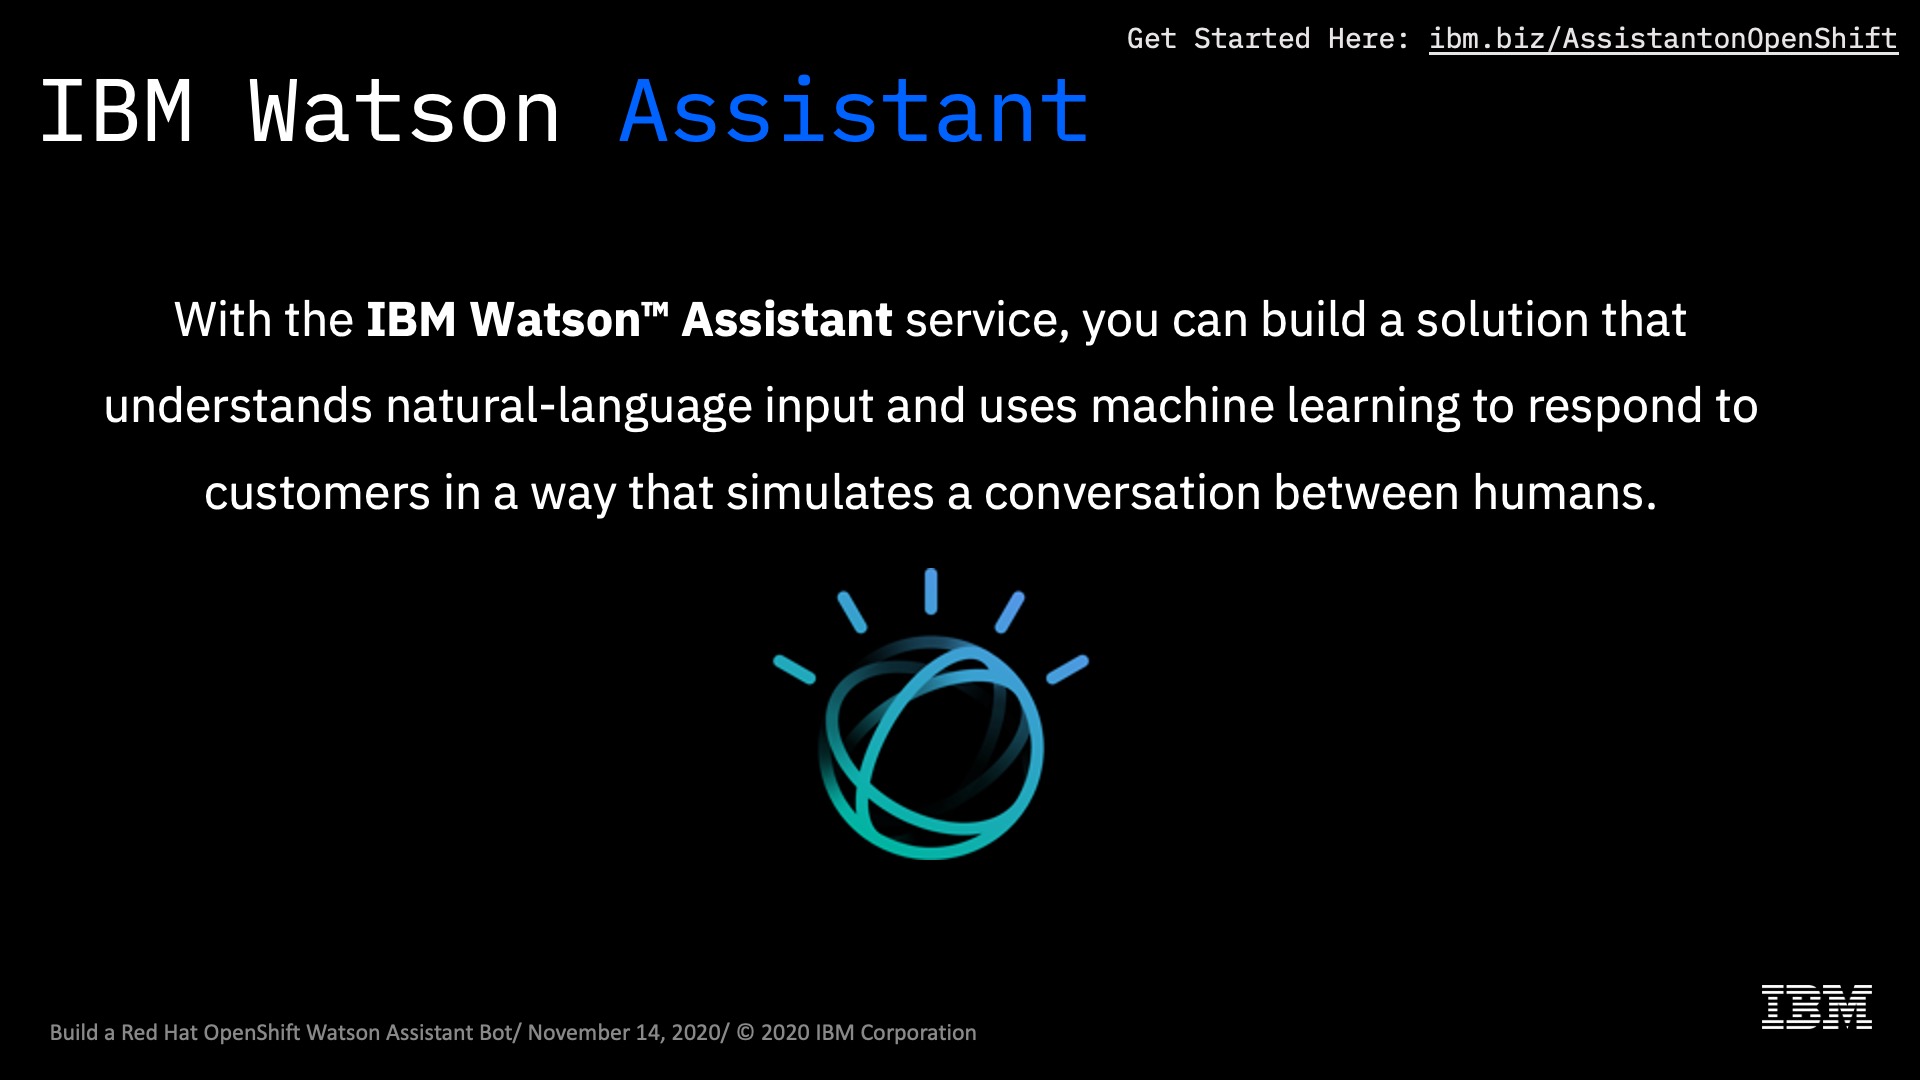 Get Started Here: ibm.biz/AssistantonOpenShift
IBM Watson Assistant
With the IBM Watson™ Assistant service, you can build a solution that
understands natural-language input and uses machine learning to respond to
customers in a way that simulates a conversation between humans.
IBM
Build a Red Hat OpenShift Watson Assistant Bot/ November 14, 2020/ © 2020 IBM Corporation